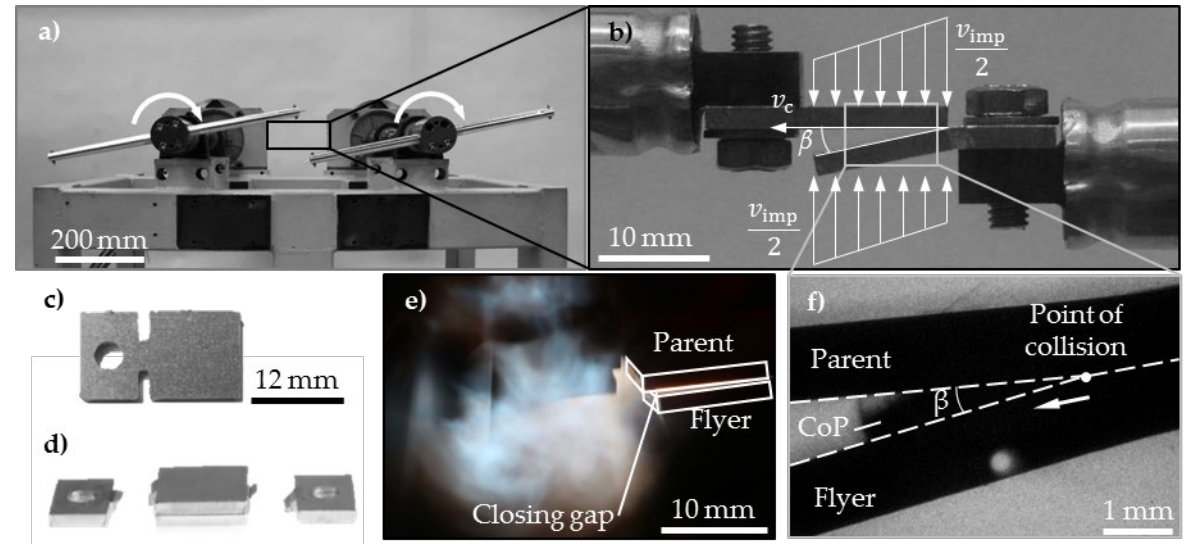 a)
200 mm
b)
v_imp
2
v_c
β
v_imp
2
10 mm
c)
12 mm
d)
e)
Parent
Flyer
Closing gap
10 mm
f)
Point of
collision
Parent
β
CoP
Flyer
1 mm